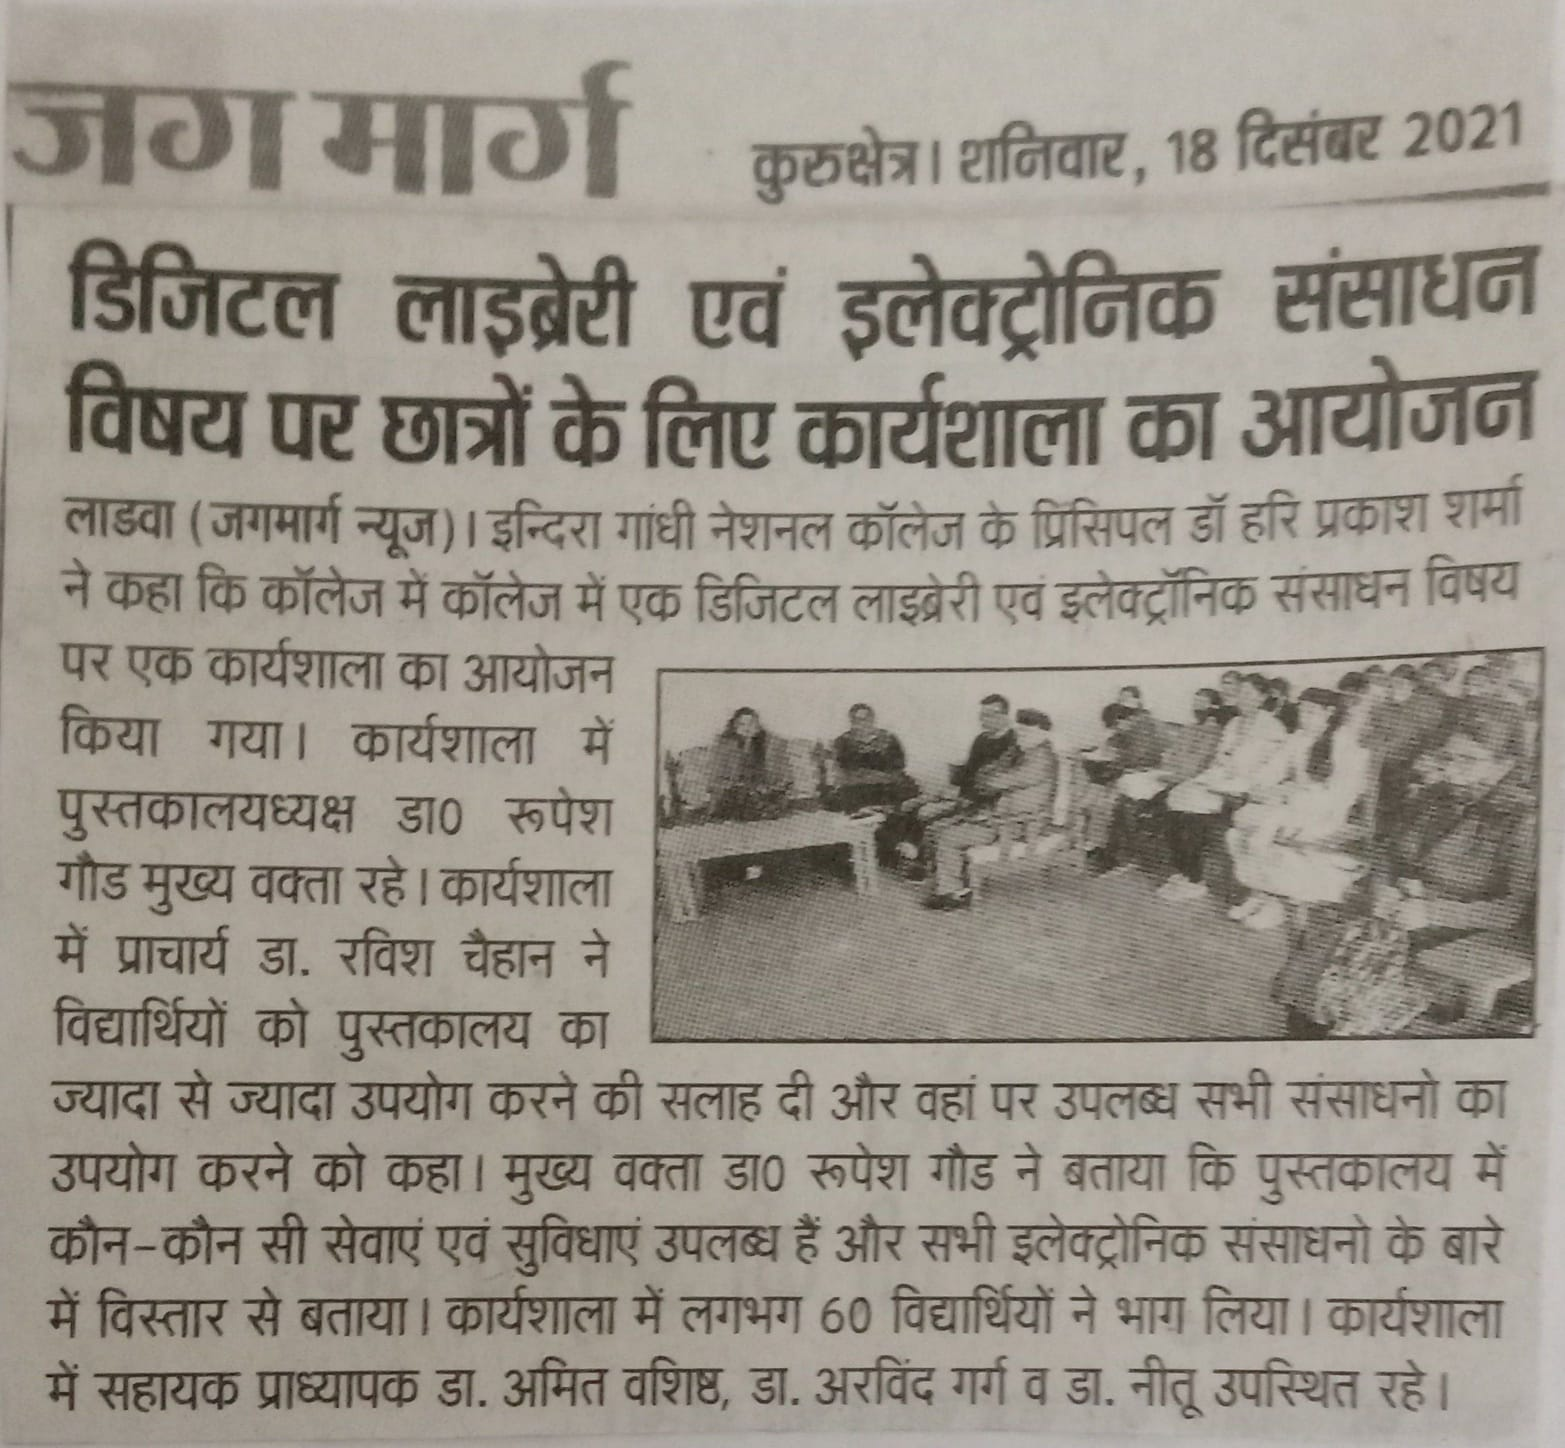 जग मार्ग
कुरुक्षेत्र। शनिवार, 18 दिसंबर 2021
डिजिटल लाइब्रेरी एवं इलेक्ट्रोनिक संसाधन
विषय पर छात्रों के लिए कार्यशाला का आयोजन
लाडवा (जगमार्ग न्यूज)। इन्दिरा गांधी नेशनल कॉलेज के प्रिंसिपल डॉ हरि प्रकाश शर्मा
ने कहा कि कॉलेज में कॉलेज में एक डिजिटल लाइब्रेरी एवं इलेक्ट्रॉनिक संसाधन विषय
पर एक कार्यशाला का आयोजन
किया गया। कार्यशाला में
पुस्तकालयध्यक्ष डा0 रूपेश
गौड मुख्य वक्ता रहे। कार्यशाला
में प्राचार्य डा. रविश चैहान ने
विद्यार्थियों को पुस्तकालय का
ज्यादा से ज्यादा उपयोग करने की सलाह दी और वहां पर उपलब्ध सभी संसाधनो का
उपयोग करने को कहा। मुख्य वक्ता डा0 रूपेश गौड ने बताया कि पुस्तकालय में
कौन-कौन सी सेवाएं एवं सुविधाएं उपलब्ध हैं और सभी इलेक्ट्रोनिक संसाधनो के बारे
में विस्तार से बताया। कार्यशाला में लगभग 60 विद्यार्थियों ने भाग लिया। कार्यशाला
में सहायक प्राध्यापक डा. अमित वशिष्ठ, डा. अरविंद गर्ग व डा. नीतू उपस्थित रहे।